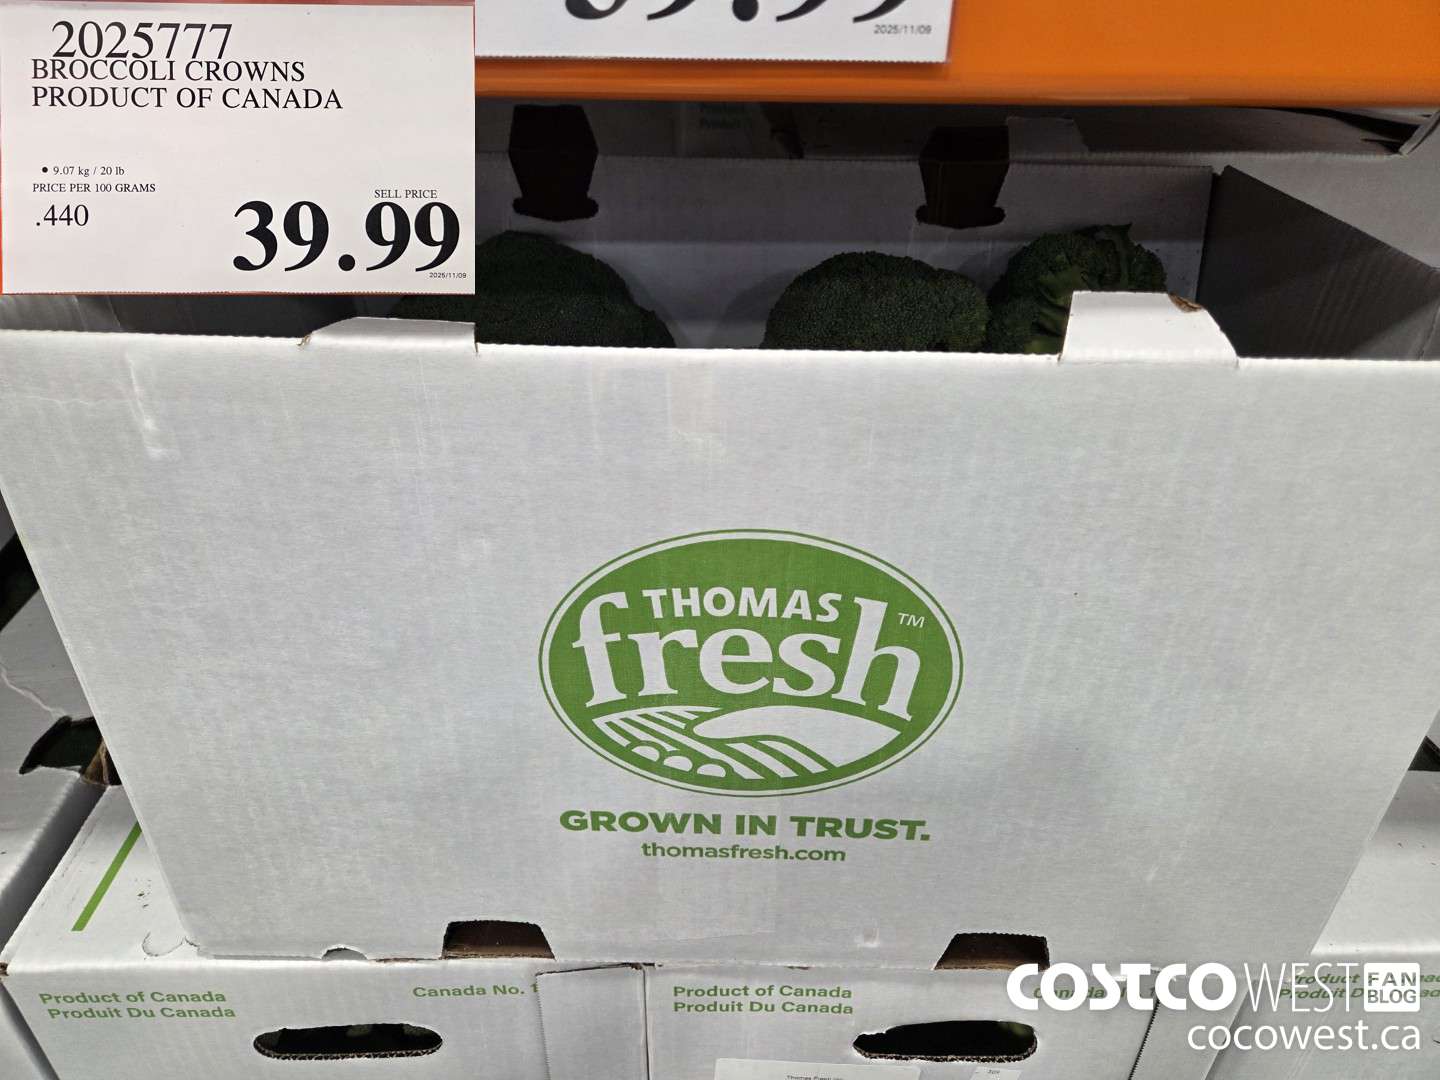 2025777
BROCCOLI CROWNS
PRODUCT OF CANADA
• 9.07 kg / 20 lb
PRICE PER 100 GRAMS
.440
SELL PRICE
39.99
2025/11/09
2025/11/09
THOMAS
fresh™
GROWN IN TRUST.
thomasfresh.com
Product of Canada
Produit Du Canada
Canada No. 1
Product of Canada
Produit Du Canada
COSTCO WEST FAN BLOG
cocowest.ca